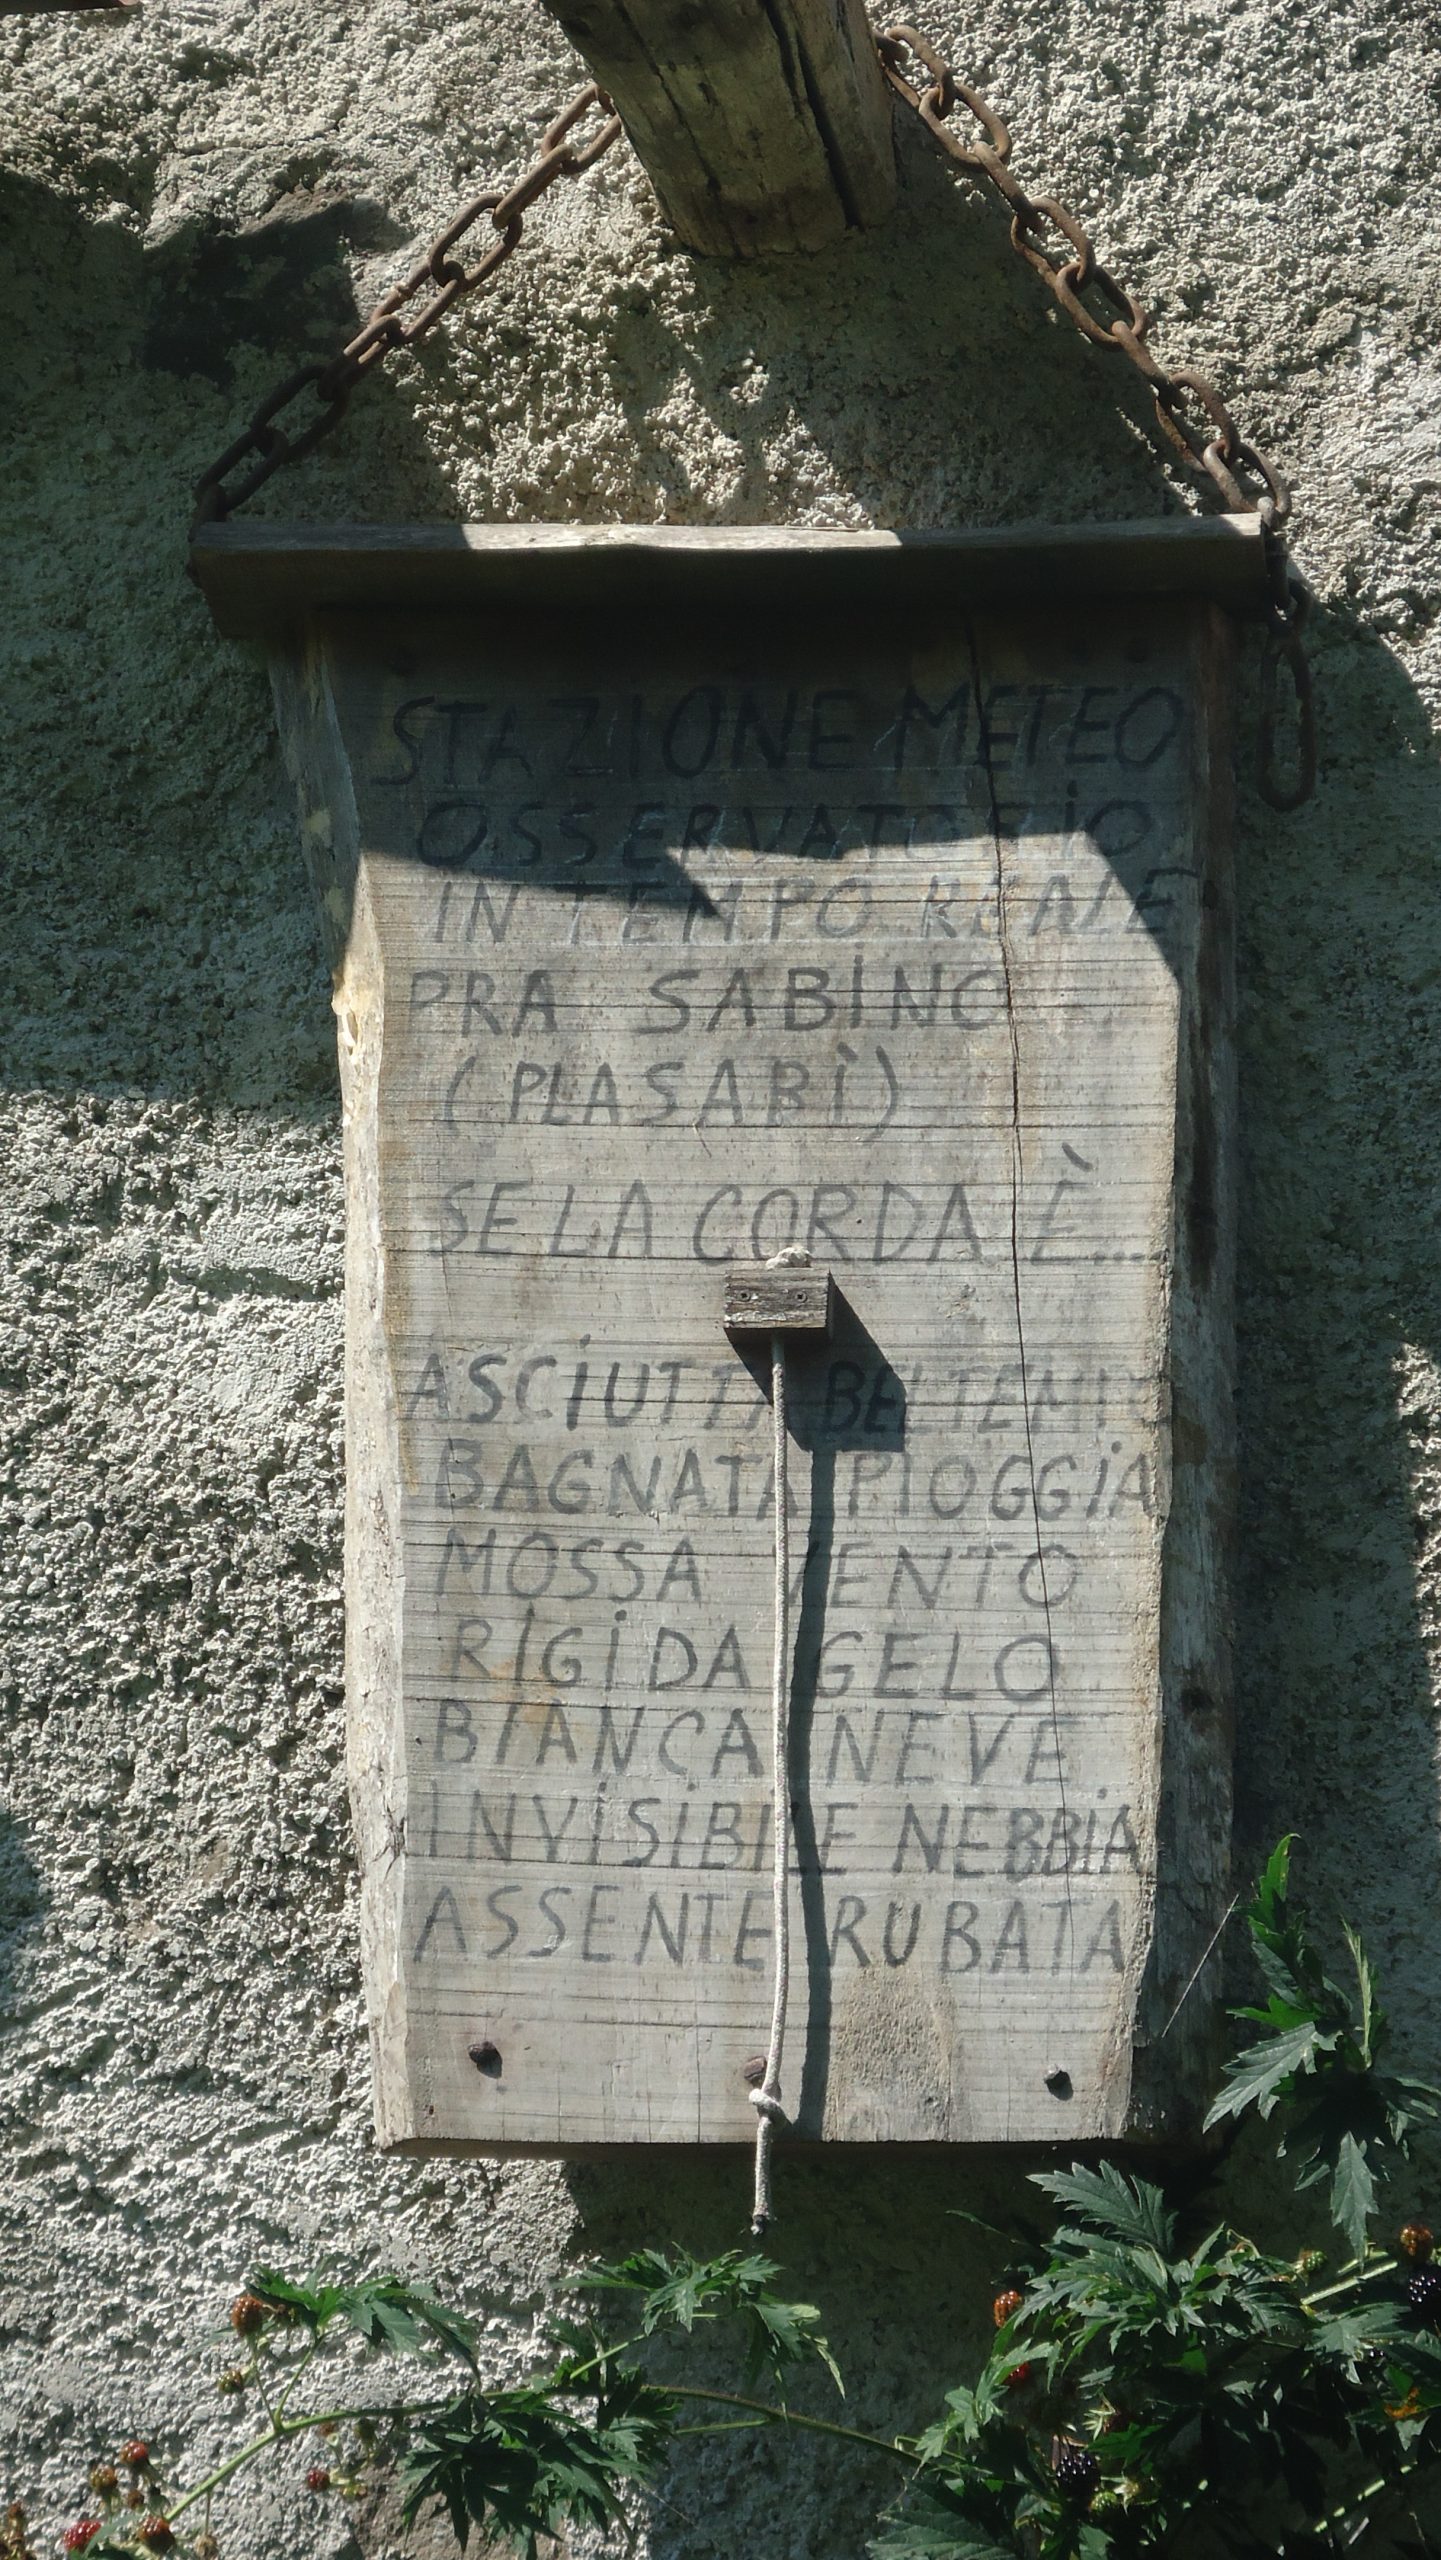 STAZIONE METEO
OSSERVATORIO
IN TEMPO REALE
PRA SABINO
(PLASABÌ)
SE LA CORDA È...
ASCIUTTA BEL TEMPO
BAGNATA PIOGGIA
MOSSA VENTO
RIGIDA GELO
BIANCA NEVE
INVISIBILE NEBBIA
ASSENTE RUBATA